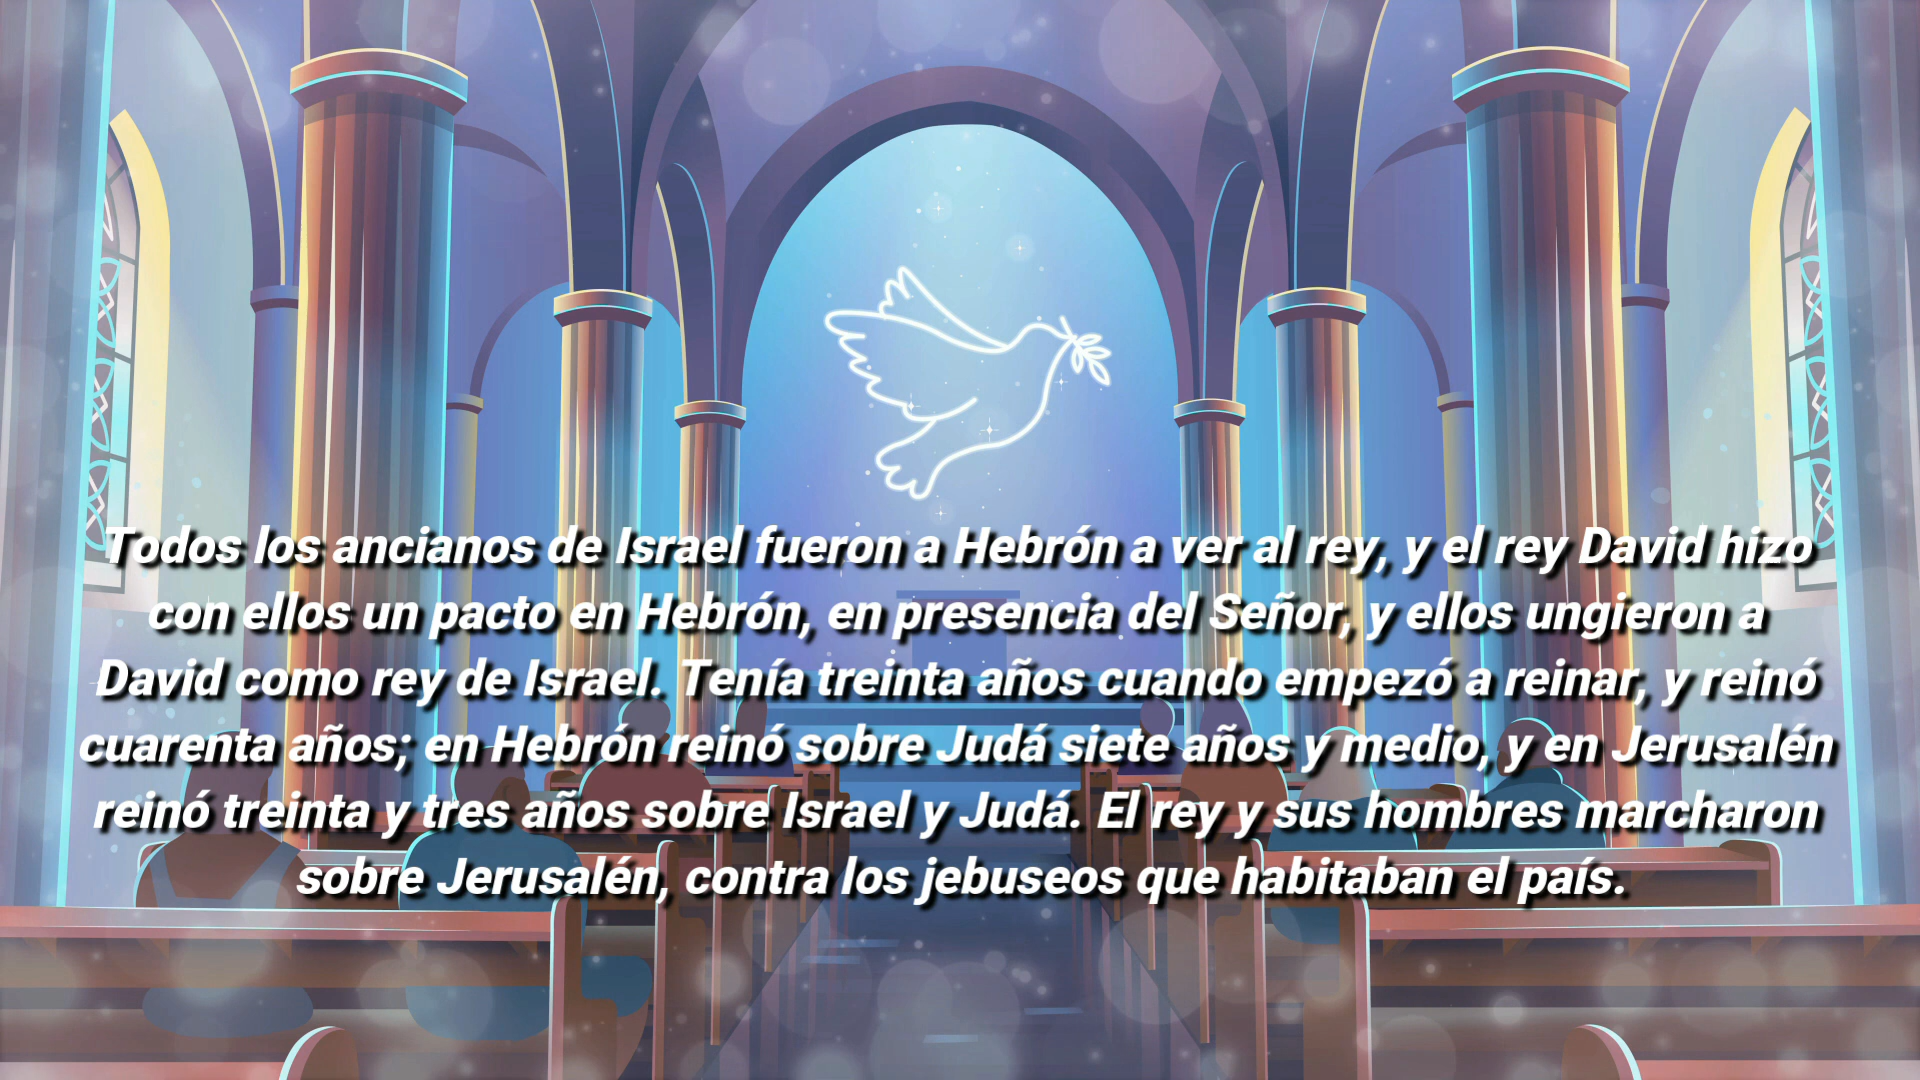 Todos los ancianos de Israel fueron a Hebrón a ver al rey, y el rey David hizo
con ellos un pacto en Hebrón, en presencia del Señor, y ellos ungieron a
David como rey de Israel. Tenía treinta años cuando empezó a reinar, y reinó
cuarenta años; en Hebrón reinó sobre Judá siete años y medio, y en Jerusalén
reinó treinta y tres años sobre Israel y Judá. El rey y sus hombres marcharon
sobre Jerusalén, contra los jebuseos que habitaban el país.